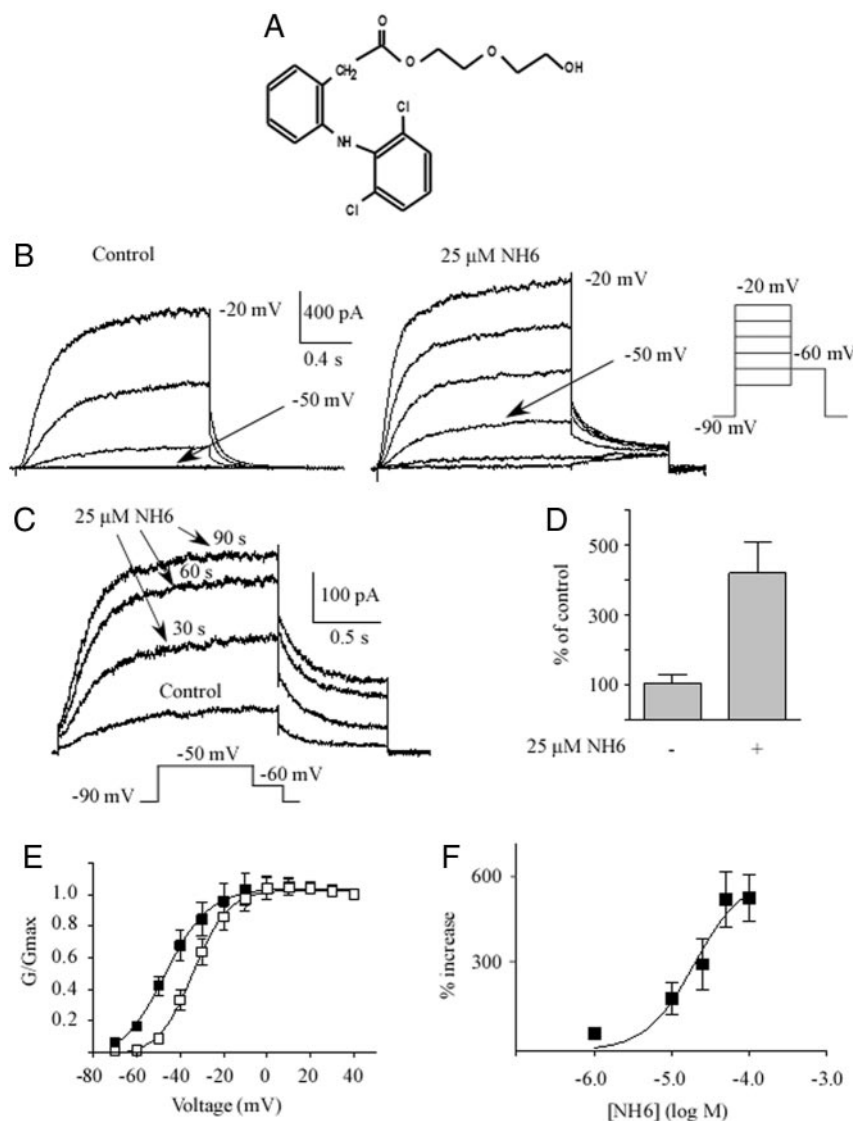 A
O
CH2
O
O
OH
NH
Cl
Cl
B
Control
-20 mV
400 pA
0.4 s
-50 mV
25 µM NH6
-20 mV
-50 mV
-20 mV
-60 mV
-90 mV
C
25 µM NH6
90 s
60 s
30 s
Control
100 pA
0.5 s
-50 mV
-60 mV
-90 mV
D
% of control
500
300
100
25 µM NH6 - +
E
G/Gmax
1.0
0.8
0.6
0.4
0.2
-80 -60 -40 -20 0 20 40
Voltage (mV)
F
% increase
600
300
-6.0 -5.0 -4.0 -3.0
[NH6] (log M)